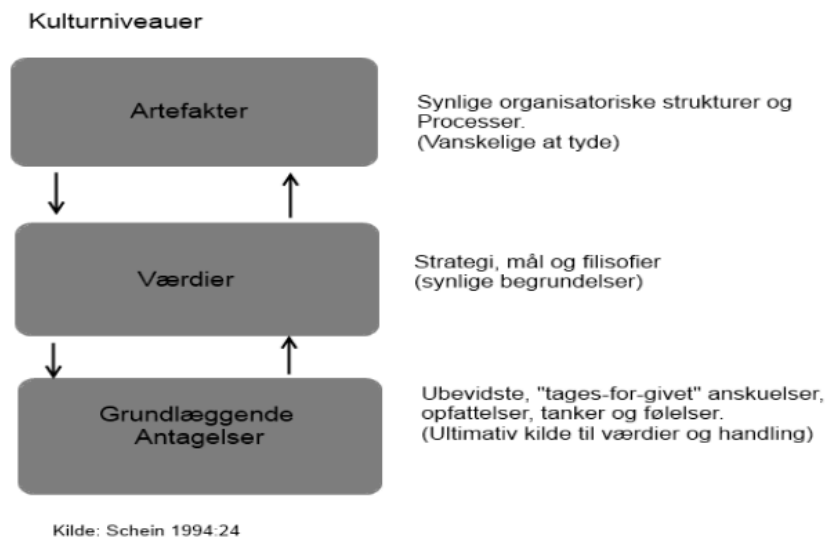 Kulturniveauer
Artefakter
Synlige organisatoriske strukturer og
Processer.
(Vanskelige at tyde)
Værdier
Strategi, mål og filisofier
(synlige begrundelser)
Grundlæggende
Antagelser
Ubevidste, "tages-for-givet" anskuelser,
opfattelser, tanker og følelser.
(Ultimativ kilde til værdier og handling)
Kilde: Schein 1994:24